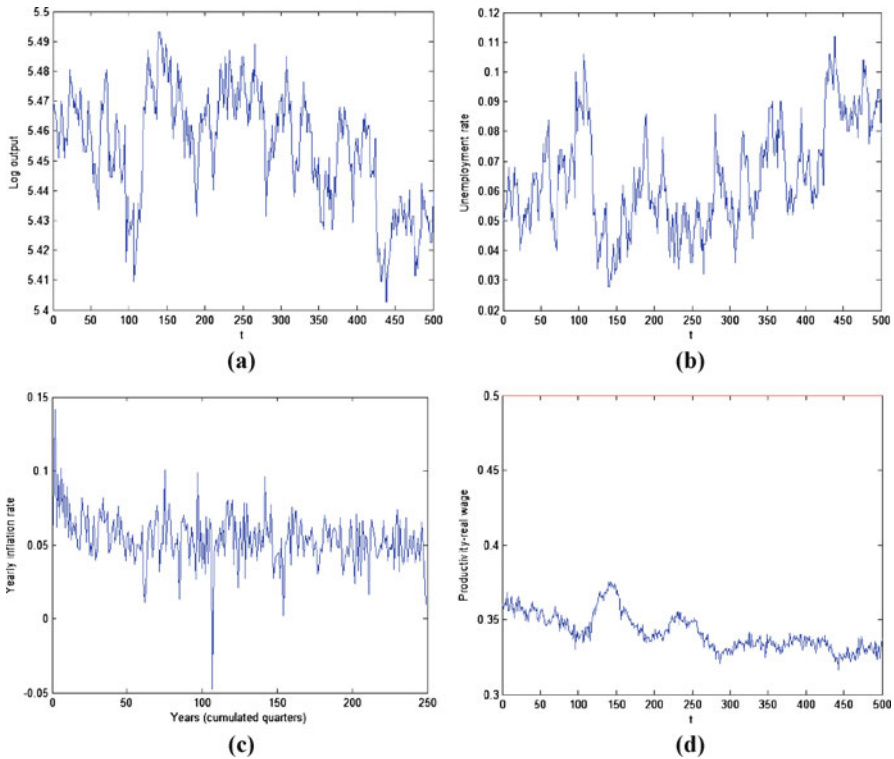 5.5
5.49
5.48
5.47
5.46
5.45
5.44
5.43
5.42
5.41
5.4
Log output
0 50 100 150 200 250 300 350 400 450 500
t
(a)
0.12
0.11
0.1
0.09
0.08
0.07
0.06
0.05
0.04
0.03
0.02
Unemployment rate
0 50 100 150 200 250 300 350 400 450 500
t
(b)
0.15
0.1
0.05
0
-0.05
Yearly inflation rate
0 50 100 150 200 250
Years (cumulated quarters)
(c)
0.5
0.45
0.4
0.35
0.3
Productivity-real wage
0 50 100 150 200 250 300 350 400 450 500
t
(d)